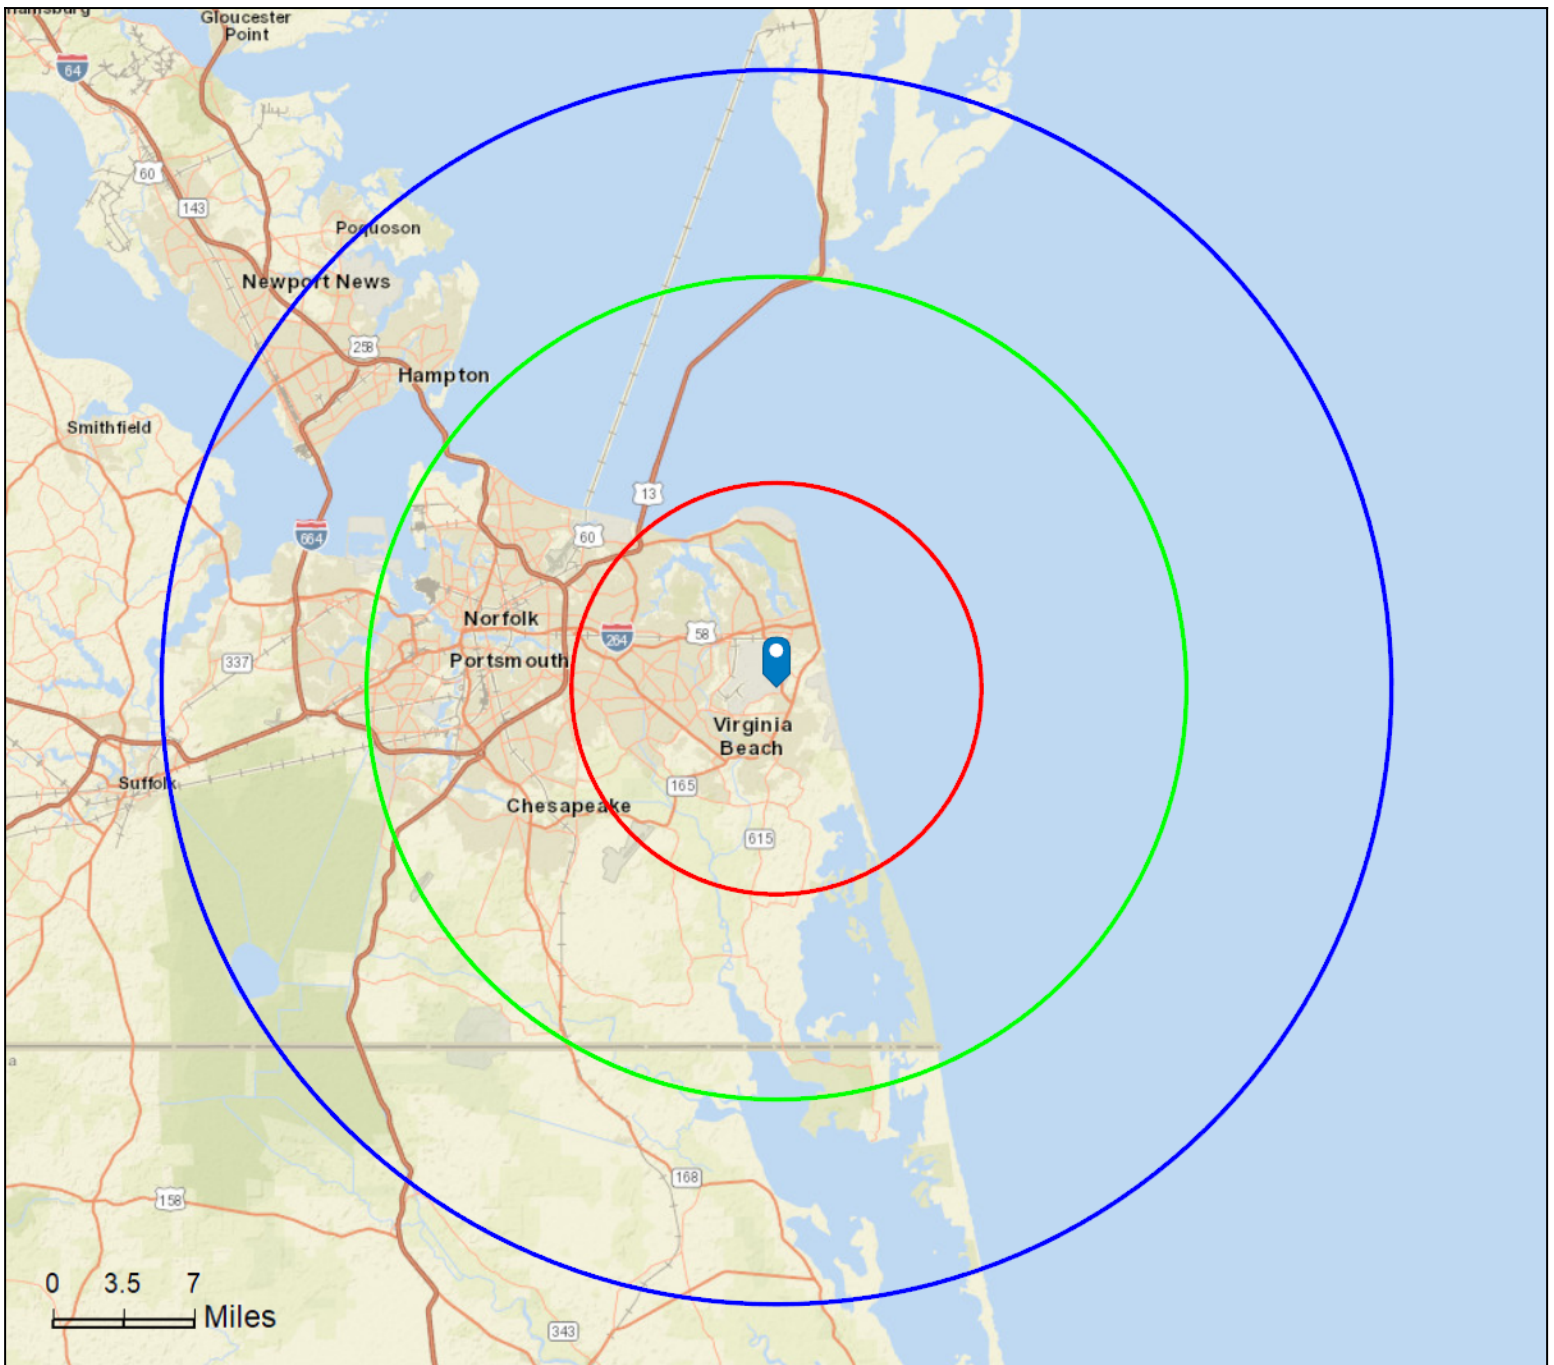 Gloucester
Point
64
60
143
Poquoson
Newport News
258
Hampton
Smithfield
13
60
664
Norfolk
264
58
337
Portsmouth
Virginia
Beach
Suffolk
165
Chesapeake
615
a
168
158
0 3.5 7
Miles
343